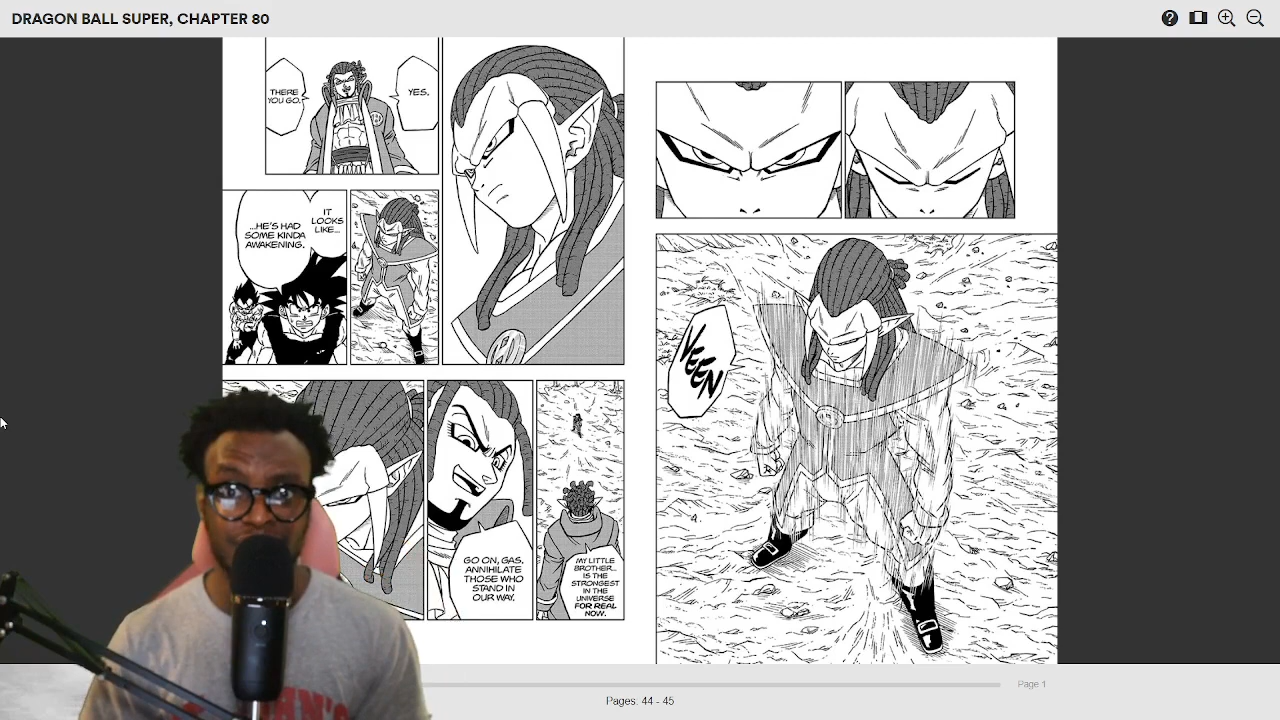 DRAGON BALL SUPER, CHAPTER 80
THERE
YOU GO.
YES.
IT
LOOKS
LIKE...
...HE'S HAD
SOME KINDA
AWAKENING.
GO ON, GAS.
ANNIHILATE
THOSE WHO
STAND IN
OUR WAY.
MY LITTLE
BROTHER...
IS THE
STRONGEST
IN THE
UNIVERSE
FOR REAL
NOW.
VEEN
Page 1
Pages: 44 - 45